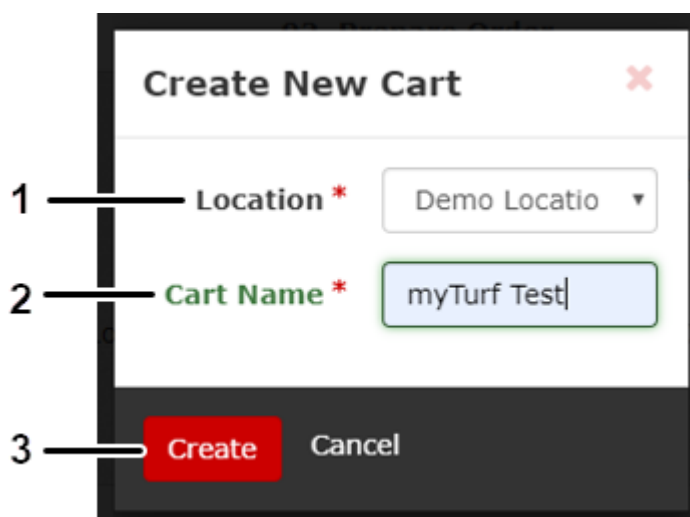 Create New Cart
1 Location * Demo Locatio
2 Cart Name * myTurf Test
3 Create Cancel